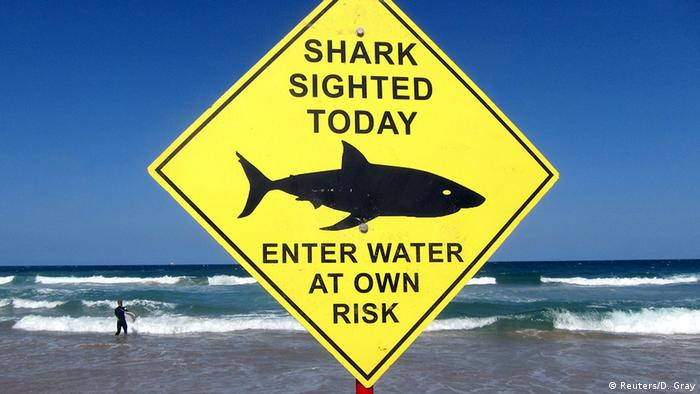 SHARK
SIGHTED
TODAY
ENTER WATER
AT OWN
RISK
© Reuters/D. Gray